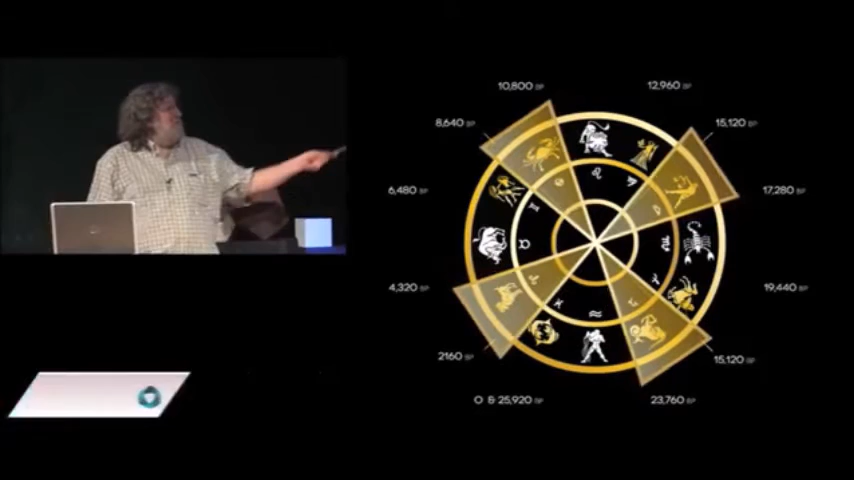 10,800 BP
12,960 BP
8,640 BP
15,120 BP
6,480 BP
17,280 BP
4,320 BP
19,440 BP
2160 BP
15,120 BP
0 & 25,920 BP
23,760 BP